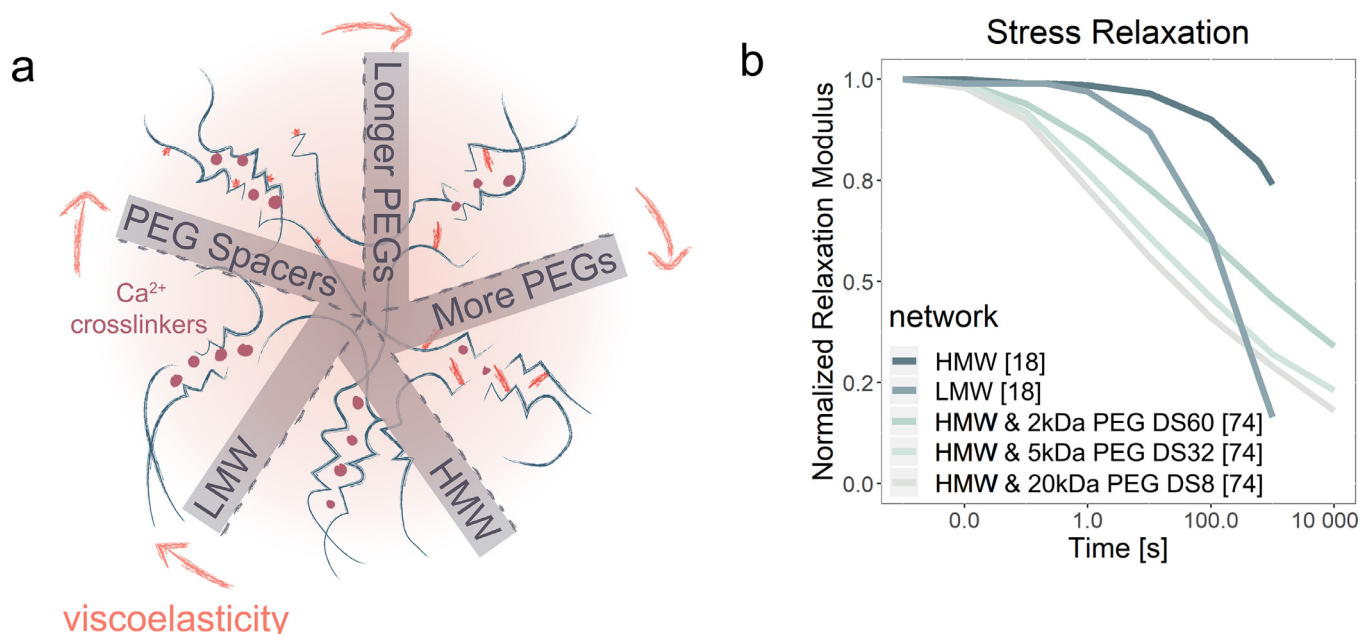 a
Longer PEGs
PEG Spacers
More PEGs
Ca²⁺
crosslinkers
LMW
HMW
viscoelasticity
b
Stress Relaxation
Normalized Relaxation Modulus
1.0
0.8
0.5
0.2
0.0
network
HMW [18]
LMW [18]
HMW & 2kDa PEG DS60 [74]
HMW & 5kDa PEG DS32 [74]
HMW & 20kDa PEG DS8 [74]
0.0 1.0 100.0 10 000
Time [s]